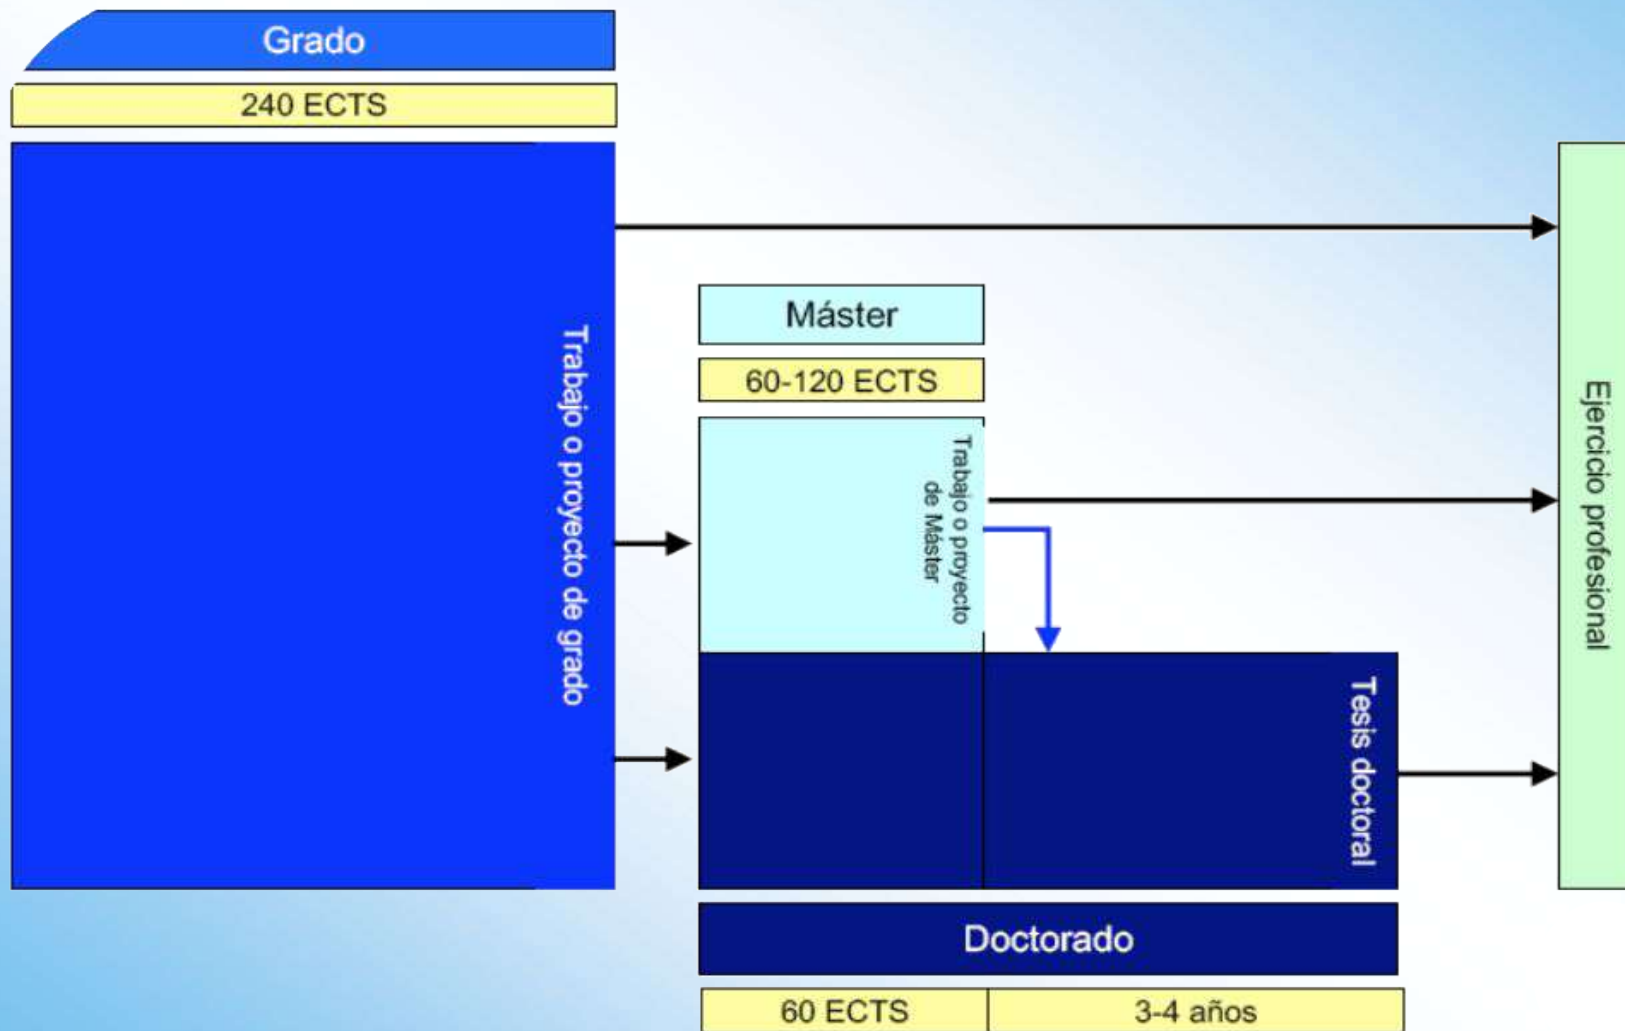 Grado
240 ECTS
Trabajo o proyecto de grado
Máster
60-120 ECTS
Trabajo o proyecto
de Máster
Ejercicio profesional
Tesis doctoral
Doctorado
60 ECTS
3-4 años